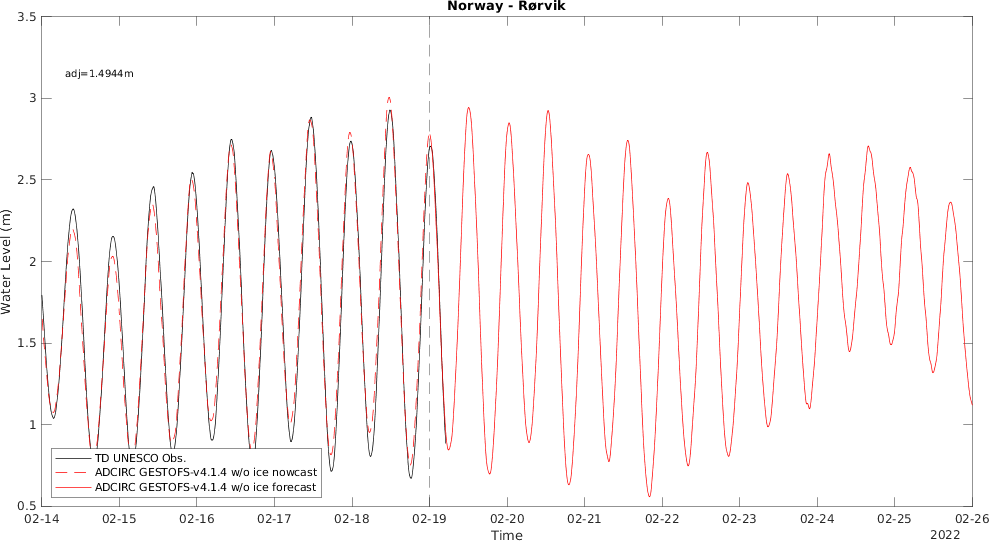 Norway - Rørvik
3.5
adj=1.4944m
3
2.5
2
1.5
1
0.5
Water Level (m)
TD UNESCO Obs.
ADCIRC GESTOFS-v4.1.4 w/o ice nowcast
ADCIRC GESTOFS-v4.1.4 w/o ice forecast
02-14 02-15 02-16 02-17 02-18 02-19 02-20 02-21 02-22 02-23 02-24 02-25 02-26
Time
2022